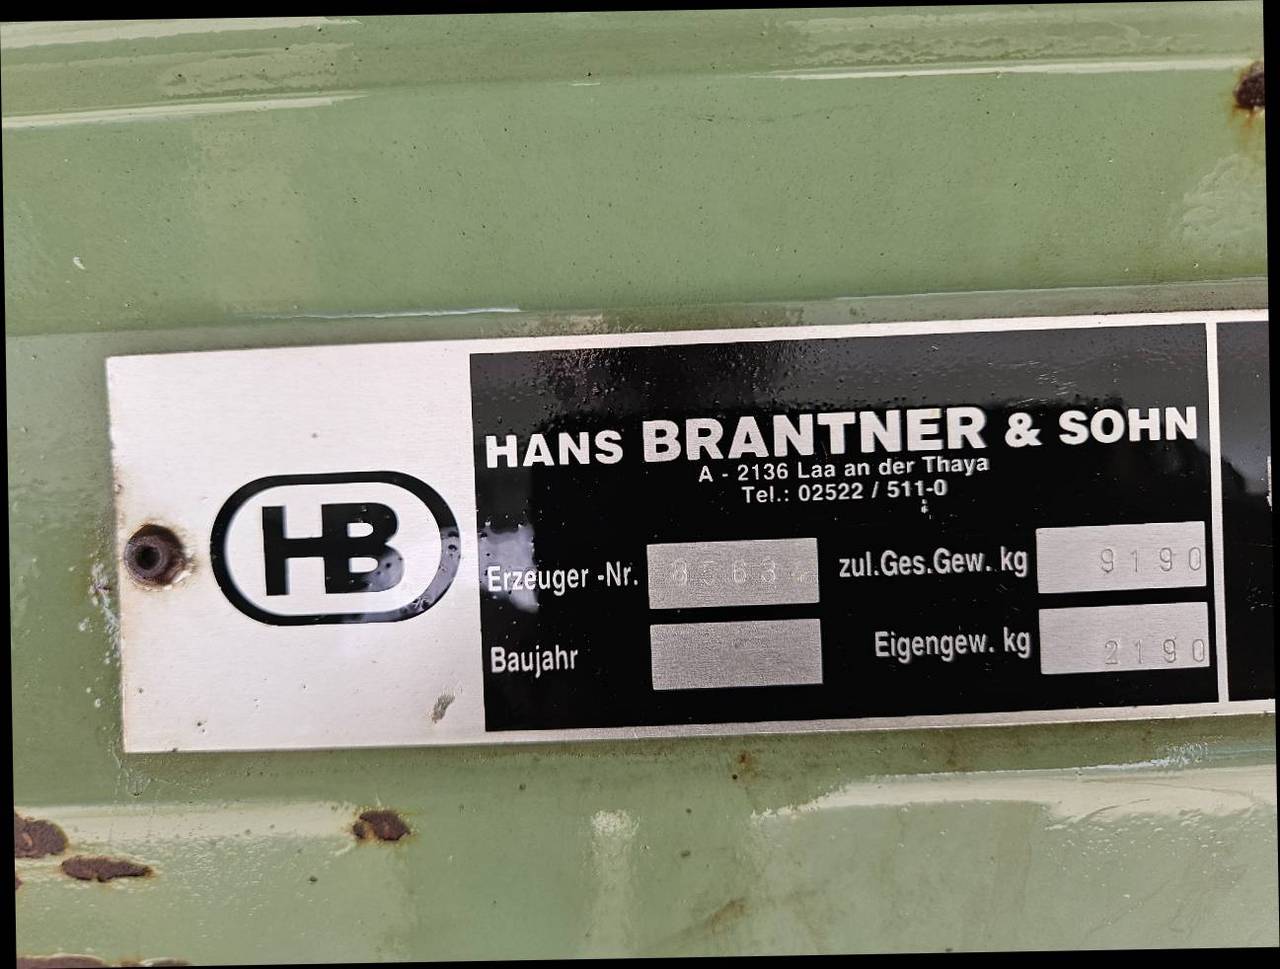 HB
HANS BRANTNER & SOHN
A - 2136 Laa an der Thaya
Tel.: 02522 / 511-0
Erzeuger -Nr.
zul.Ges.Gew. kg 9190
Baujahr
Eigengew. kg 2190